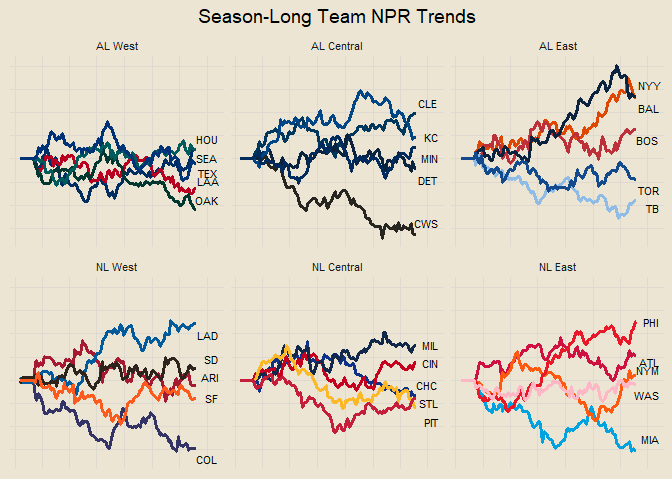 Season-Long Team NPR Trends
AL West
AL Central
AL East
HOU
SEA
TEX
LAA
OAK
CLE
KC
MIN
DET
CWS
NYY
BAL
BOS
TOR
TB
NL West
NL Central
NL East
LAD
SD
ARI
SF
COL
MIL
CIN
CHC
STL
PIT
PHI
ATL
NYM
WAS
MIA